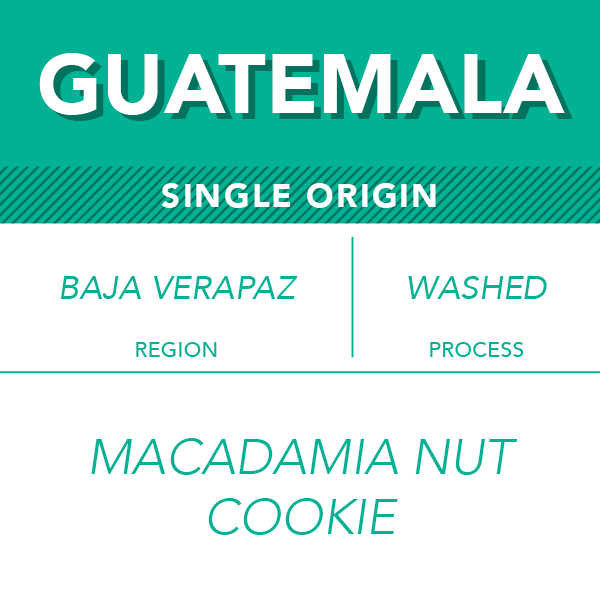 GUATEMALA
SINGLE ORIGIN
BAJA VERAPAZ
REGION
WASHED
PROCESS
MACADAMIA NUT
COOKIE